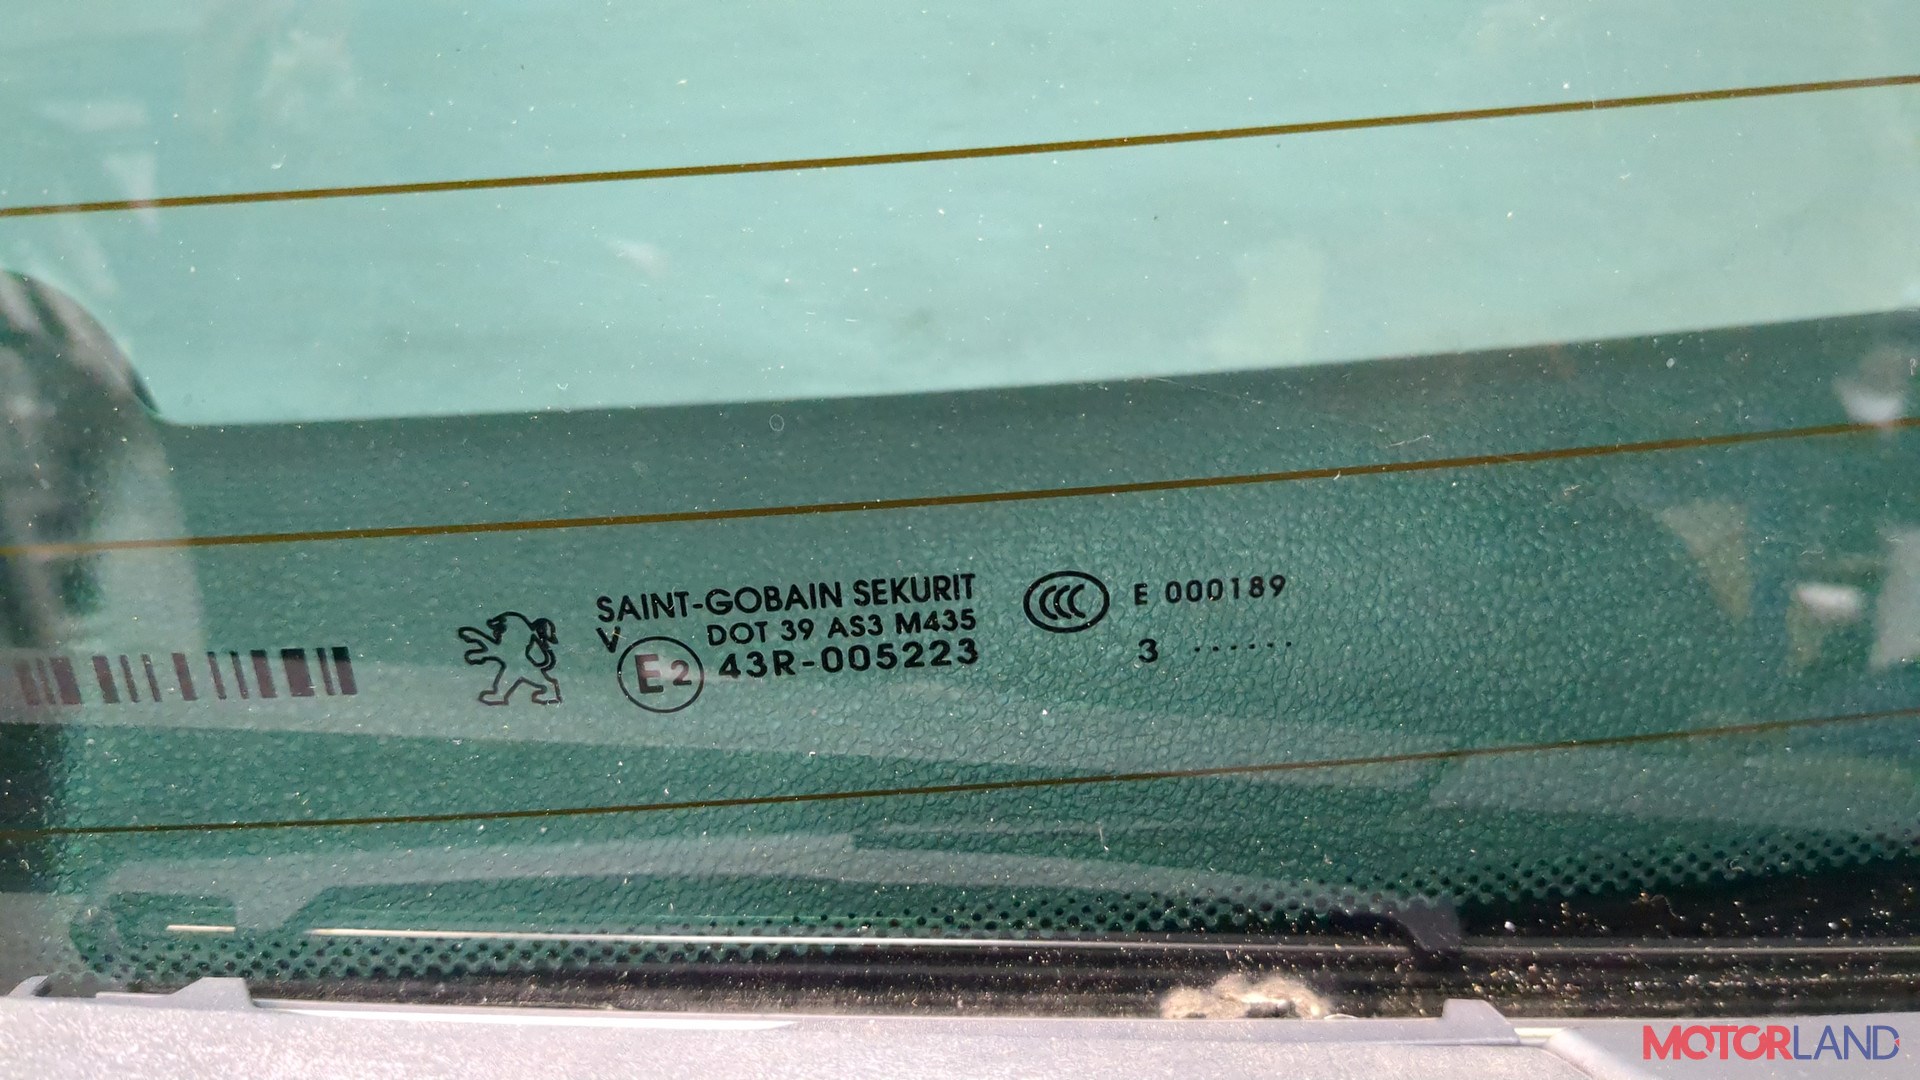 SAINT-GOBAIN SEKURIT
V DOT 39 AS3 M435
E2 43R-005223
CCC E 000189
3 ······
MOTORLAND